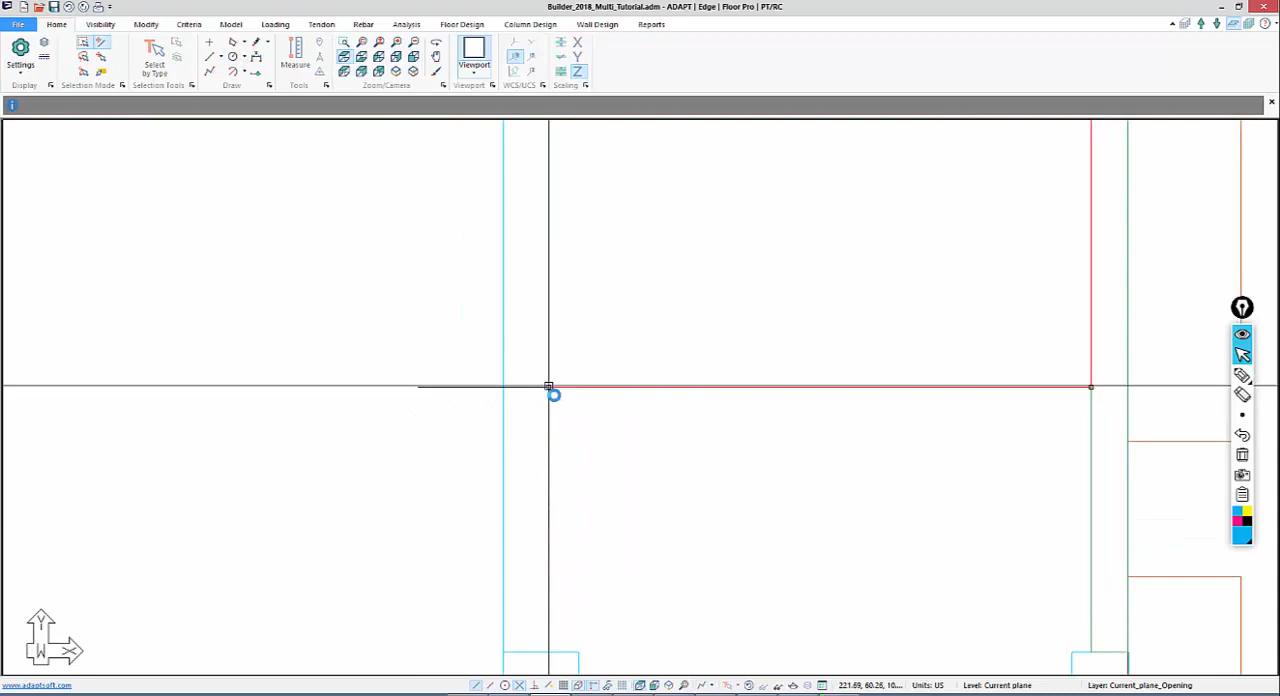 Builder_2018_Multi_Tutorial.adm - ADAPT | Edge | Floor Pro | PT/RC
File Home Visibility Modify Criteria Model Loading Tendon Rebar Analysis Floor Design Column Design Wall Design Reports
Settings
Select by Type
Measure
Viewport
X
Y
Z
Display Selection Mode Selection Tools Draw Tools Zoom/Camera Viewport WCS/UCS Scaling
Y
W X
www.adaptsoft.com
221.69, 60.26, 10.... Units: US Level: Current plane Layer: Current_plane_Opening